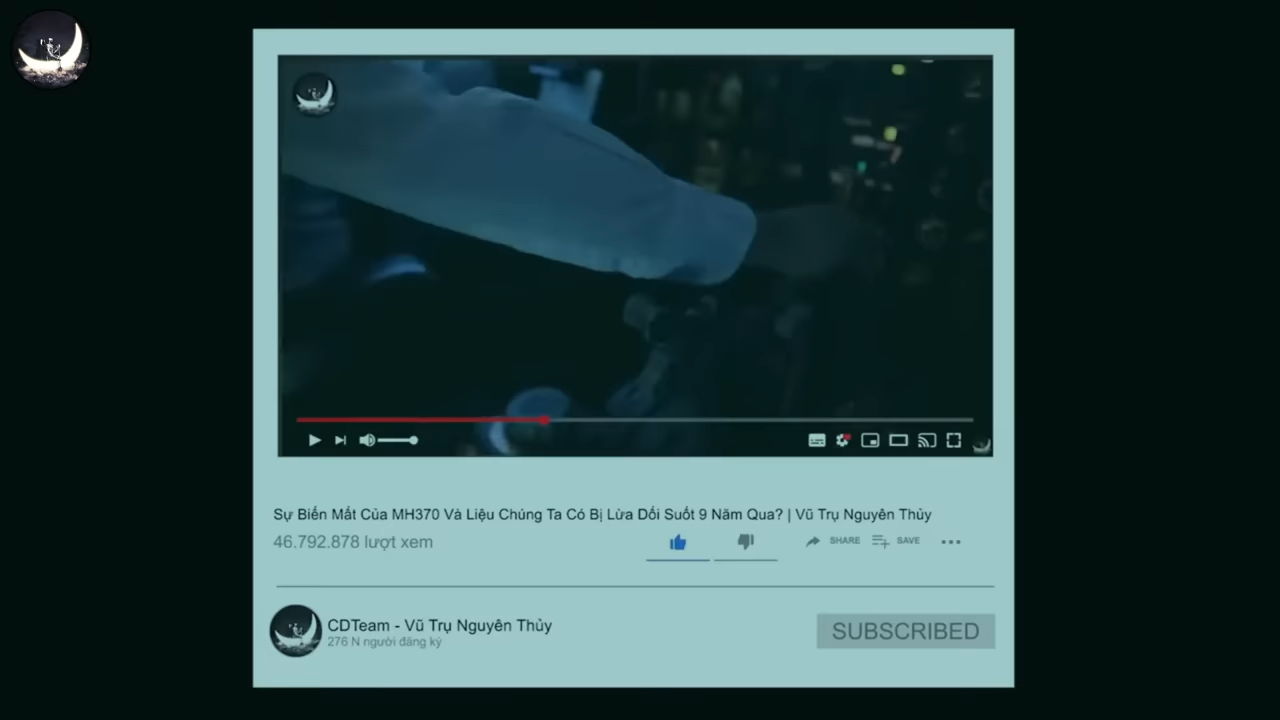 Sự Biến Mất Của MH370 Và Liệu Chúng Ta Có Bị Lừa Dối Suốt 9 Năm Qua? | Vũ Trụ Nguyên Thủy
46.792.878 lượt xem
SHARE
SAVE
CDTeam - Vũ Trụ Nguyên Thủy
276 N người đăng ký
SUBSCRIBED